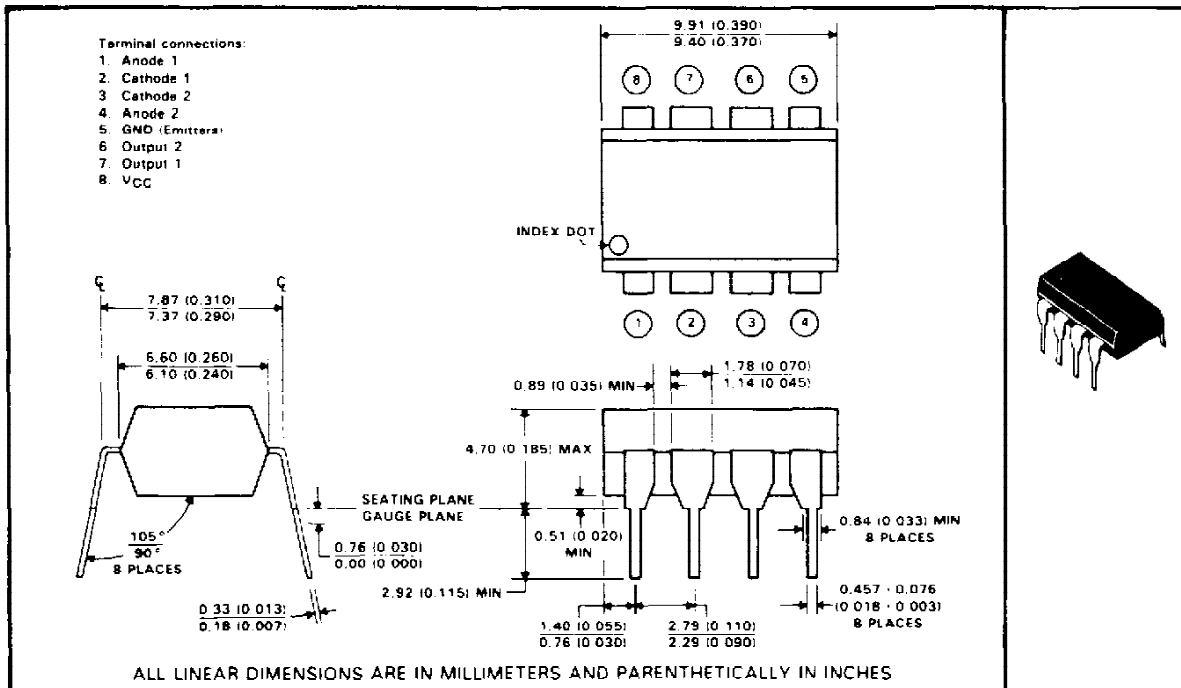 Terminal connections:
1. Anode 1
2. Cathode 1
3 Cathode 2
4. Anode 2
5. GND (Emitters)
6 Output 2
7. Output 1
8. VCC
9.91 (0.390)
9.40 (0.370)
8 7 6 5
INDEX DOT
1 2 3 4
℄ ℄
7.87 (0.310)
7.37 (0.290)
6.60 (0.260)
6.10 (0.240)
105°
90°
8 PLACES
0.33 (0.013)
0.18 (0.007)
SEATING PLANE
GAUGE PLANE
0.76 (0.030)
0.00 (0.000)
0.89 (0.035) MIN
1.78 (0.070)
1.14 (0.045)
4.70 (0.185) MAX
0.51 (0.020)
MIN
2.92 (0.115) MIN
0.84 (0.033) MIN
8 PLACES
0.457 · 0.076
(0.018 · 0.003)
8 PLACES
1.40 (0.055)
0.76 (0.030)
2.79 (0.110)
2.29 (0.090)
ALL LINEAR DIMENSIONS ARE IN MILLIMETERS AND PARENTHETICALLY IN INCHES